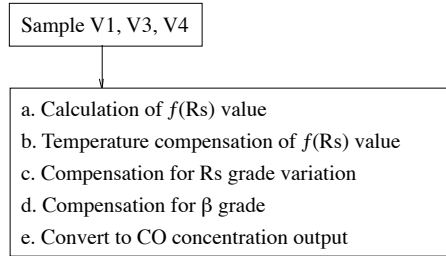 Sample V1, V3, V4
a. Calculation of f(Rs) value
b. Temperature compensation of f(Rs) value
c. Compensation for Rs grade variation
d. Compensation for β grade
e. Convert to CO concentration output